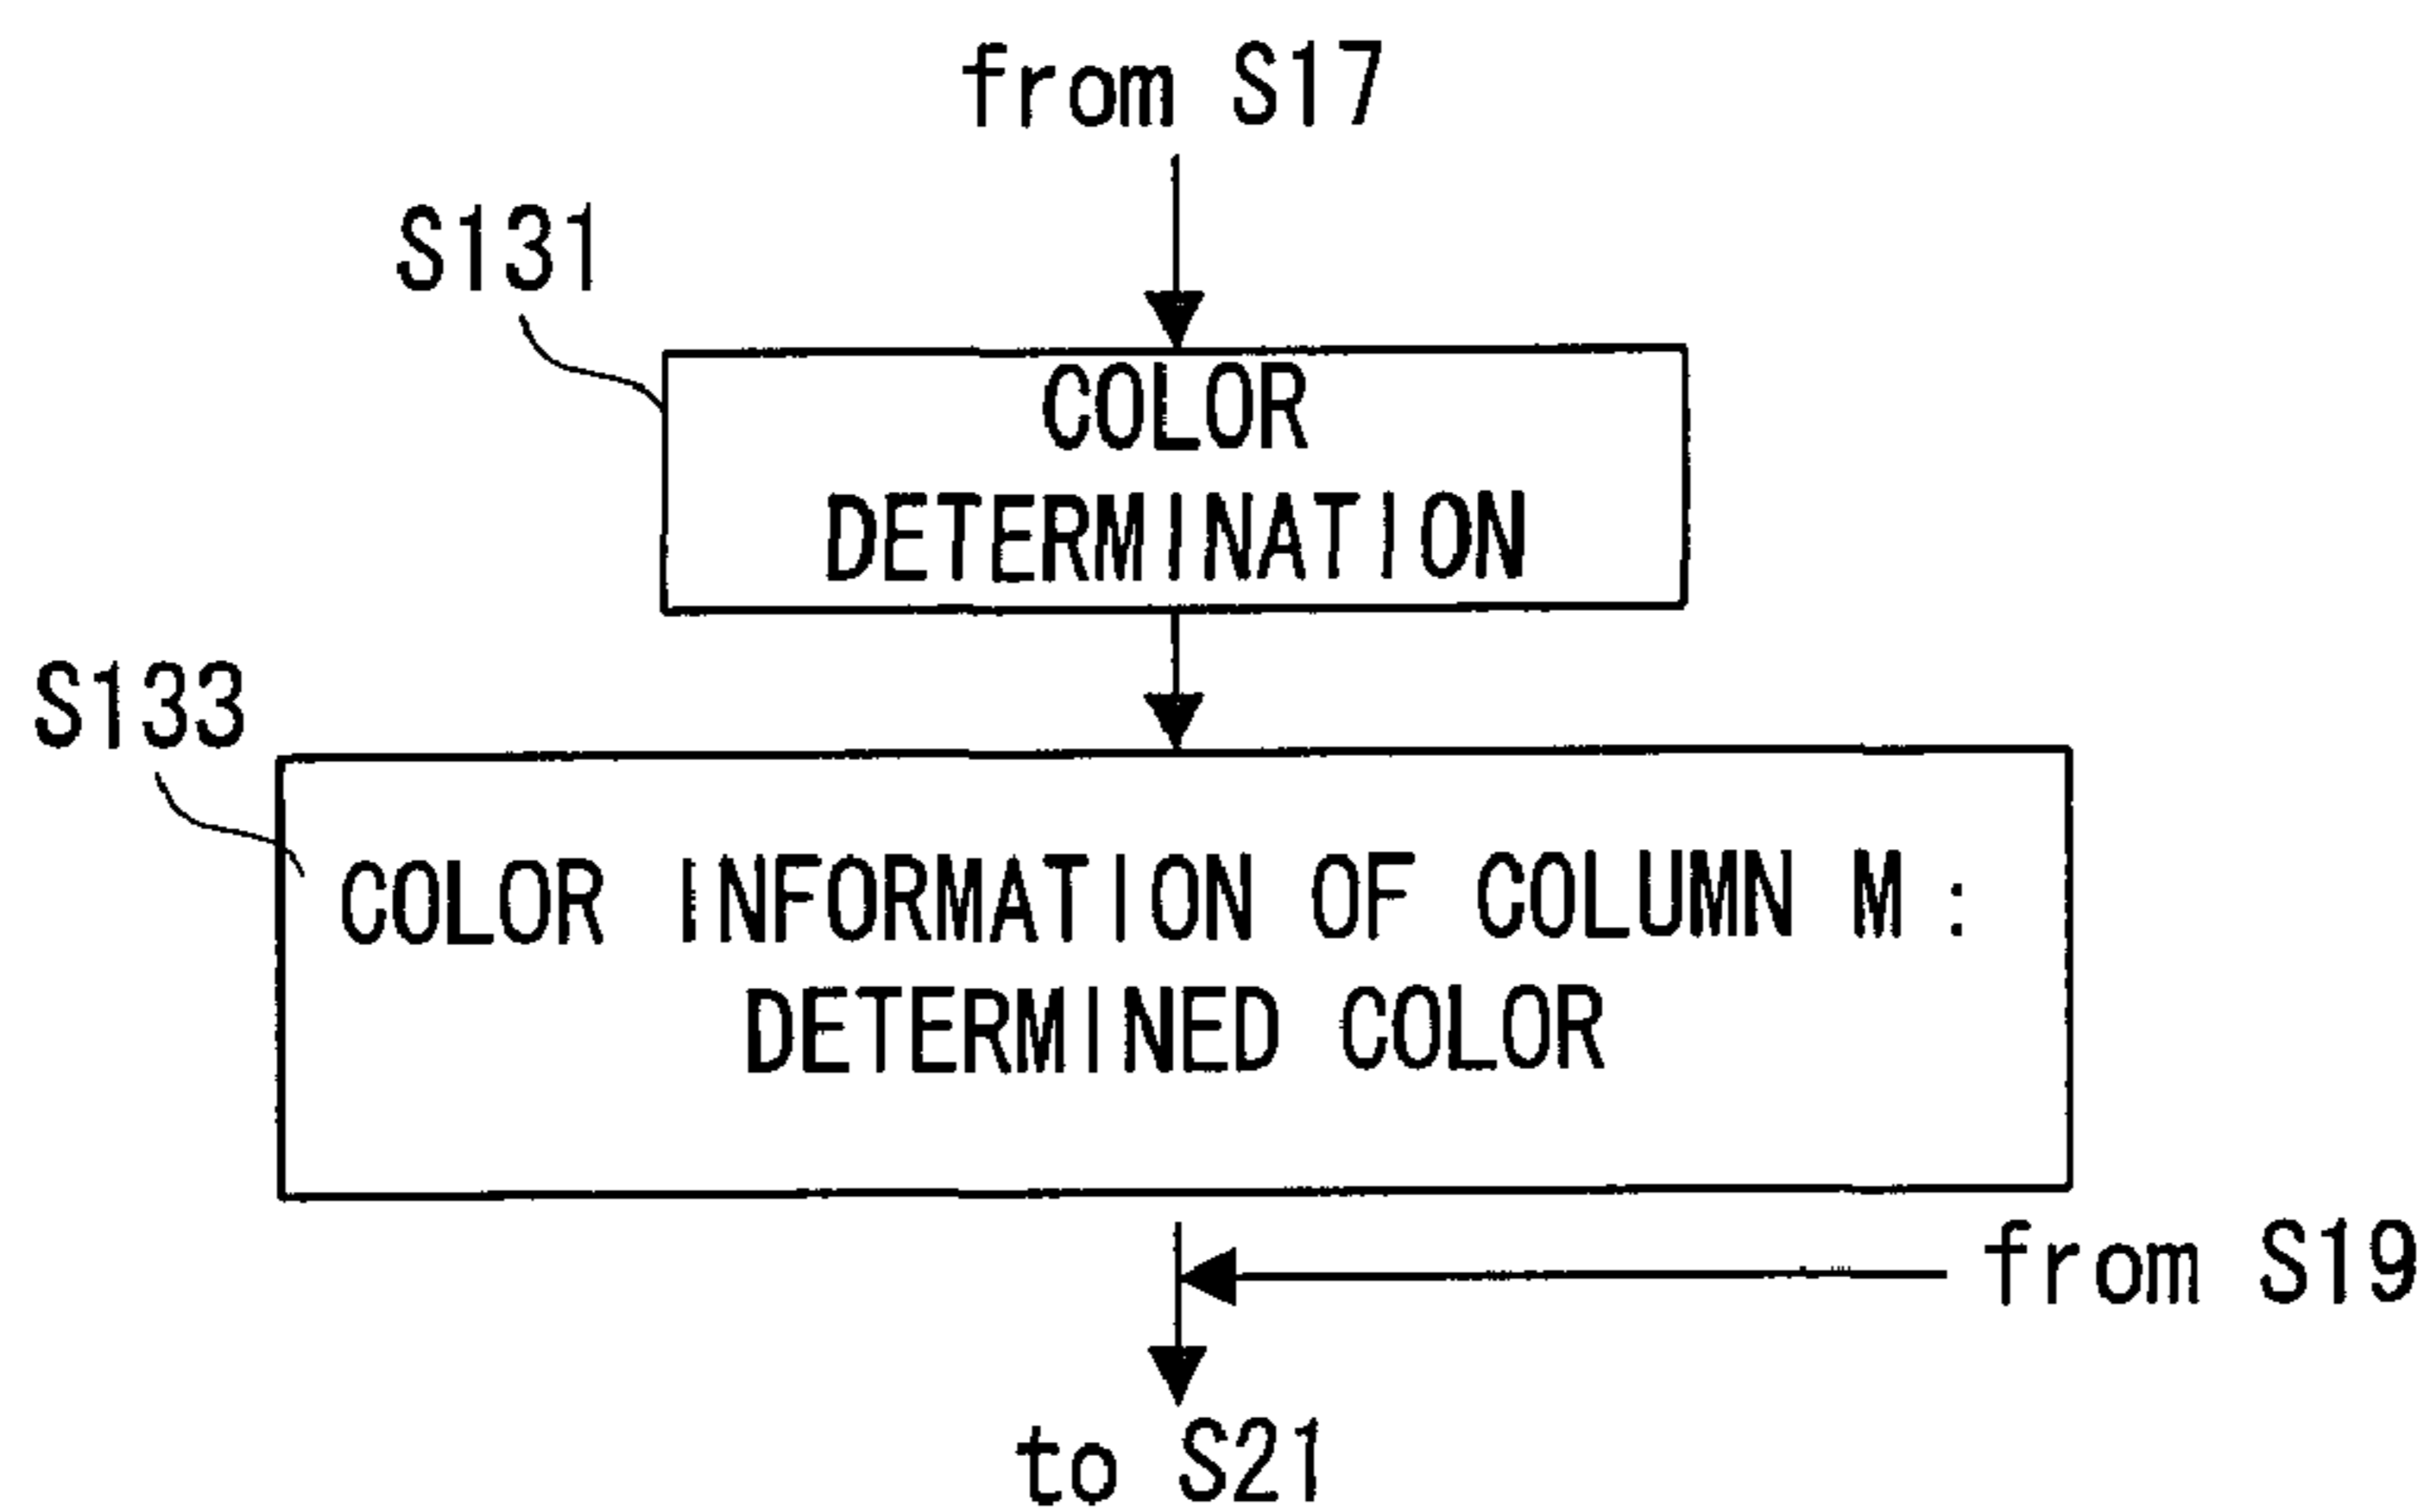 from S17
S131
COLOR
DETERMINATION
S133
COLOR INFORMATION OF COLUMN M :
DETERMINED COLOR
from S19
to S21